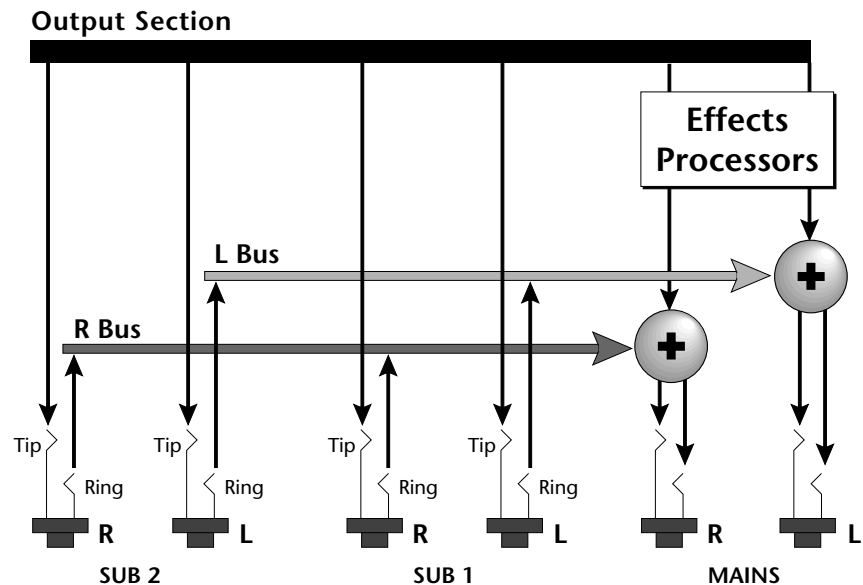 Output Section
Effects
Processors
L Bus
R Bus
Tip
Tip
Tip
Tip
Ring
Ring
Ring
Ring
R
L
R
L
R
L
SUB 2
SUB 1
MAINS